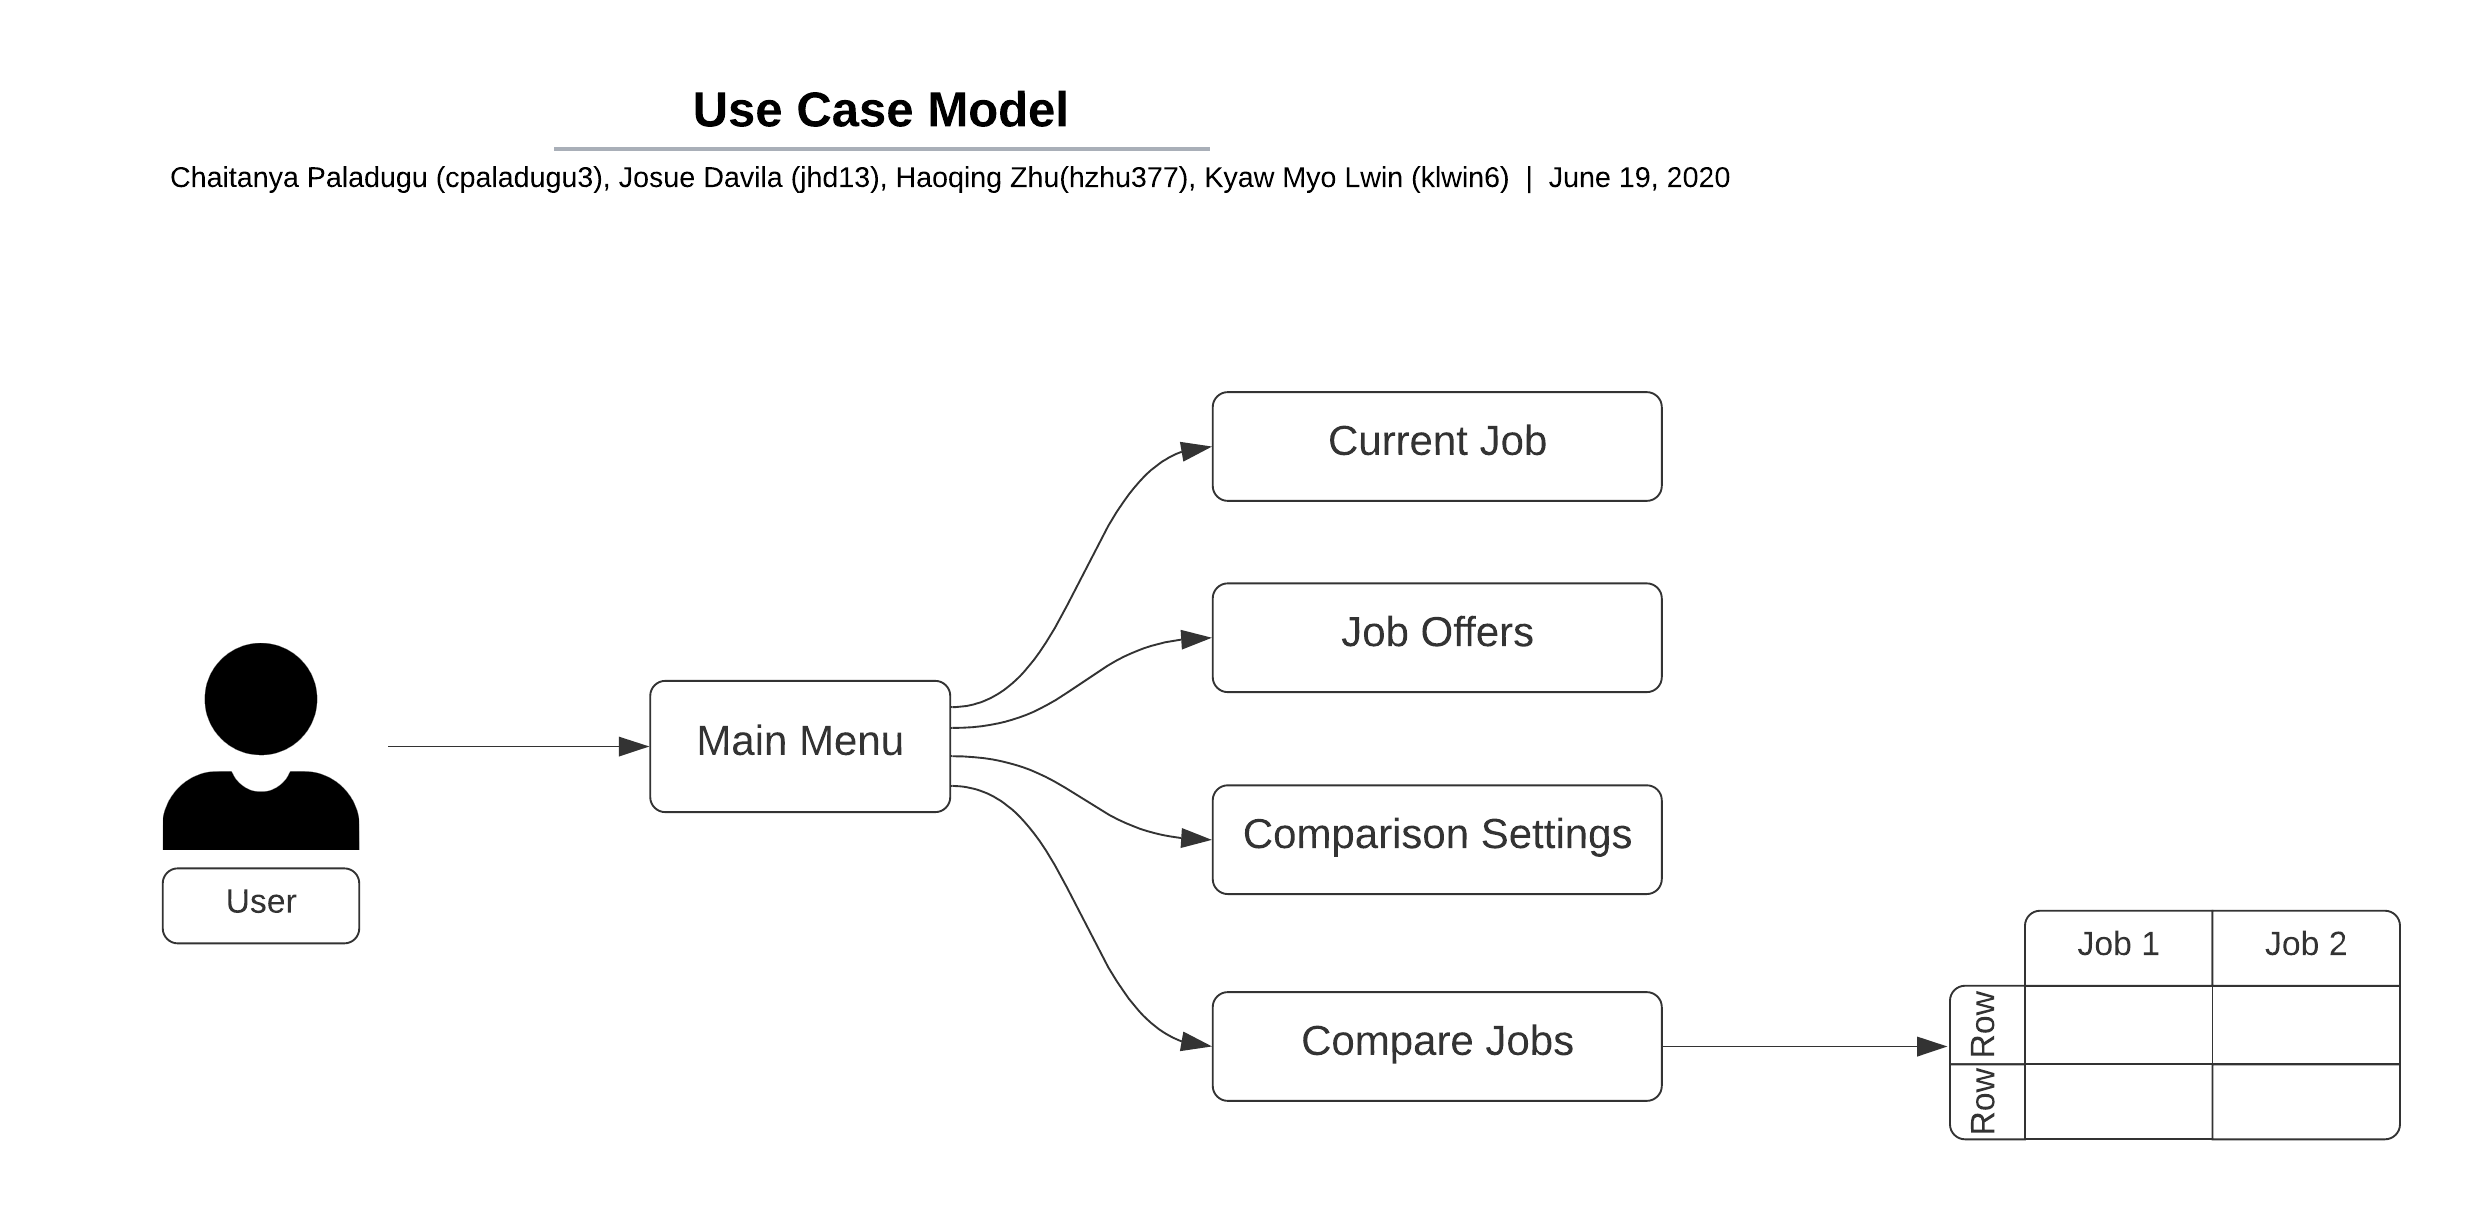 Use Case Model
Chaitanya Paladugu (cpaladugu3), Josue Davila (jhd13), Haoqing Zhu(hzhu377), Kyaw Myo Lwin (klwin6)  |  June 19, 2020
Current Job
Job Offers
Main Menu
Comparison Settings
User
Job 1
Job 2
Compare Jobs
Row
Row